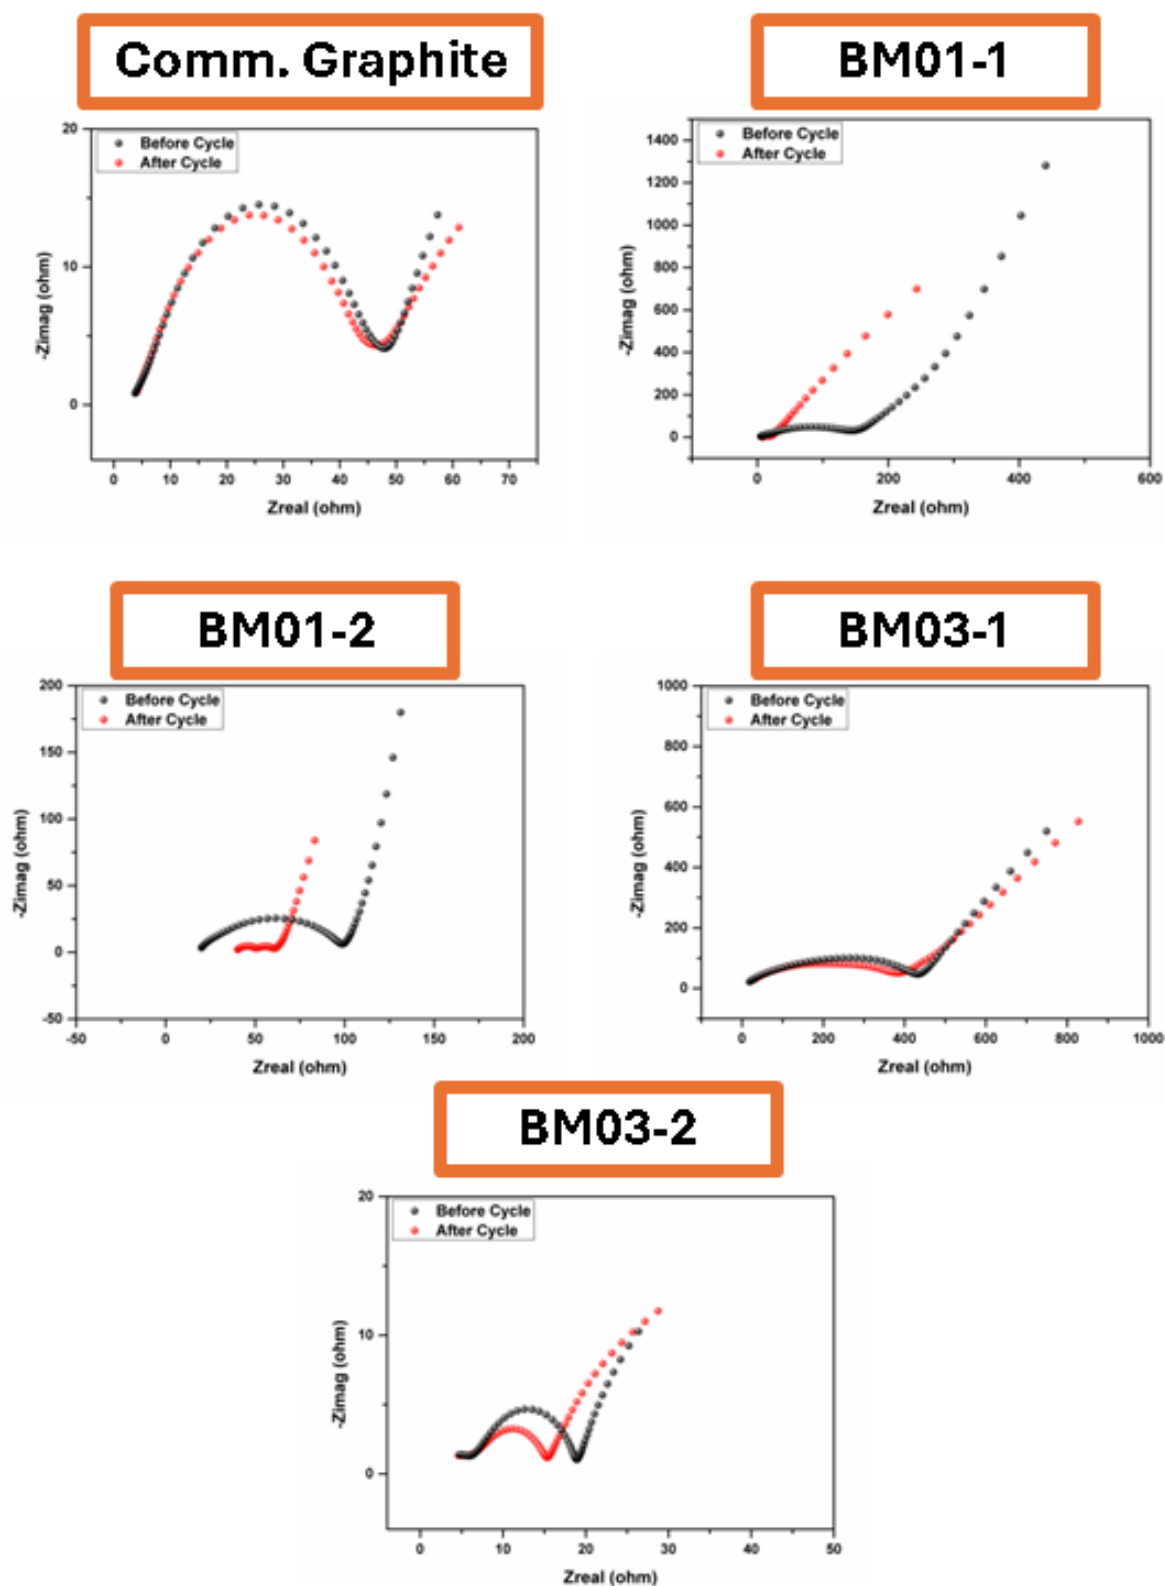 Comm. Graphite
20
10
0
-Zimag (ohm)
Before Cycle
After Cycle
0 10 20 30 40 50 60 70
Zreal (ohm)
BM01-1
1400
1200
1000
800
600
400
200
0
-Zimag (ohm)
Before Cycle
After Cycle
0 200 400 600
Zreal (ohm)
BM01-2
200
150
100
50
0
-50
-Zimag (ohm)
Before Cycle
After Cycle
-50 0 50 100 150 200
Zreal (ohm)
BM03-1
1000
800
600
400
200
0
-Zimag (ohm)
Before Cycle
After Cycle
0 200 400 600 800 1000
Zreal (ohm)
BM03-2
20
10
0
-Zimag (ohm)
Before Cycle
After Cycle
0 10 20 30 40 50
Zreal (ohm)